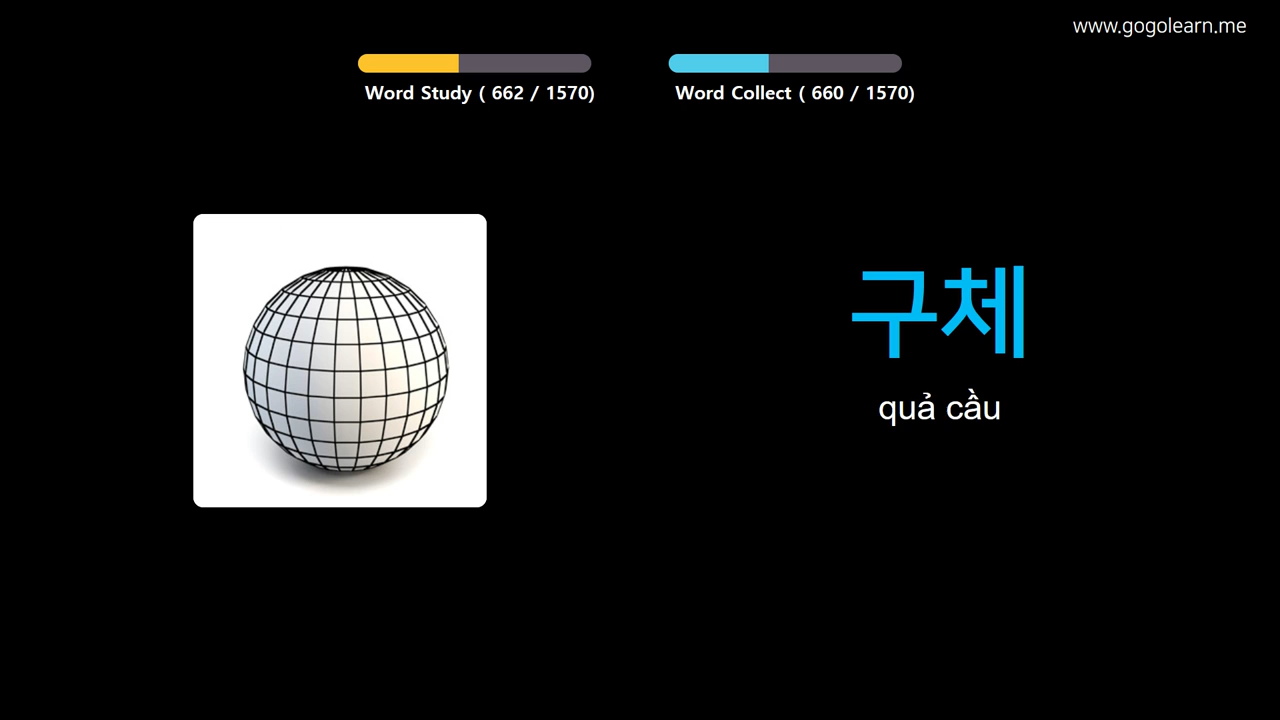 www.gogolearn.me
Word Study ( 662 / 1570)
Word Collect ( 660 / 1570)
구체
quả cầu